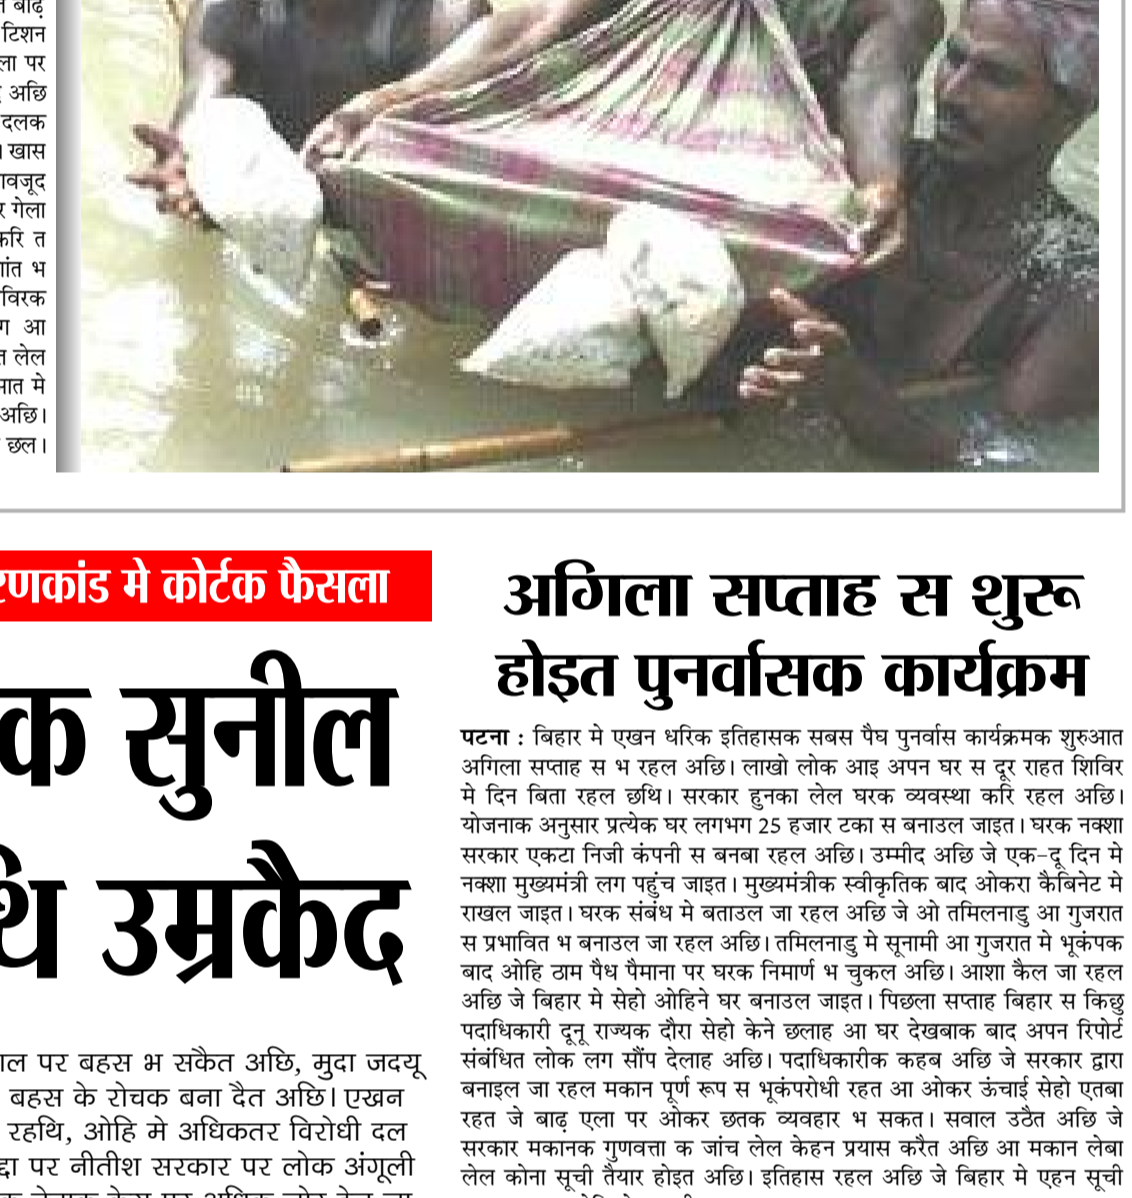 बाढ़
टिशन
ला पर
अछि
दलक
। खास
ावजूद
र गेला
करि त
ांत भ
विरक
ग आ
त लेल
मात मे
अछि।
छल।
रणकांड मे कोर्टक फैसला
क सुनील
थि उम्रकैद
ाल पर बहस भ सकैत अछि, मुदा जदयू
बहस के रोचक बना दैत अछि। एखन
रहथि, ओहि मे अधिकतर विरोधी दल
द्दा पर नीतीश सरकार पर लोक अंगूली
अगिला सप्ताह स शुरू
होइत पुनर्वासक कार्यक्रम
पटना : बिहार मे एखन धरिक इतिहासक सबस पैघ पुनर्वास कार्यक्रमक शुरुआत
अगिला सप्ताह स भ रहल अछि। लाखो लोक आइ अपन घर स दूर राहत शिविर
मे दिन बिता रहल छथि। सरकार हुनका लेल घरक व्यवस्था करि रहल अछि।
योजनाक अनुसार प्रत्येक घर लगभग 25 हजार टका स बनाउल जाइत। घरक नक्शा
सरकार एकटा निजी कंपनी स बनबा रहल अछि। उम्मीद अछि जे एक-दू दिन मे
नक्शा मुख्यमंत्री लग पहुंच जाइत। मुख्यमंत्रीक स्वीकृतिक बाद ओकरा कैबिनेट मे
राखल जाइत। घरक संबंध मे बताउल जा रहल अछि जे ओ तमिलनाडु आ गुजरात
स प्रभावित भ बनाउल जा रहल अछि। तमिलनाडु मे सूनामी आ गुजरात मे भूकंपक
बाद ओहि ठाम पैध पैमाना पर घरक निमार्ण भ चुकल अछि। आशा कैल जा रहल
अछि जे बिहार मे सेहो ओहिने घर बनाउल जाइत। पिछला सप्ताह बिहार स किछु
पदाधिकारी दूनू राज्यक दौरा सेहो केने छलाह आ घर देखबाक बाद अपन रिपोर्ट
संबंधित लोक लग सौंप देलाह अछि। पदाधिकारीक कहब अछि जे सरकार द्वारा
बनाइल जा रहल मकान पूर्ण रूप स भूकंपरोधी रहत आ ओकर ऊंचाई सेहो एतबा
रहत जे बाढ़ एला पर ओकर छतक व्यवहार भ सकत। सवाल उठैत अछि जे
सरकार मकानक गुणवत्ता क जांच लेल केहन प्रयास करैत अछि आ मकान लेबा
लेल कोना सूची तैयार होइत अछि। इतिहास रहल अछि जे बिहार मे एहन सूची